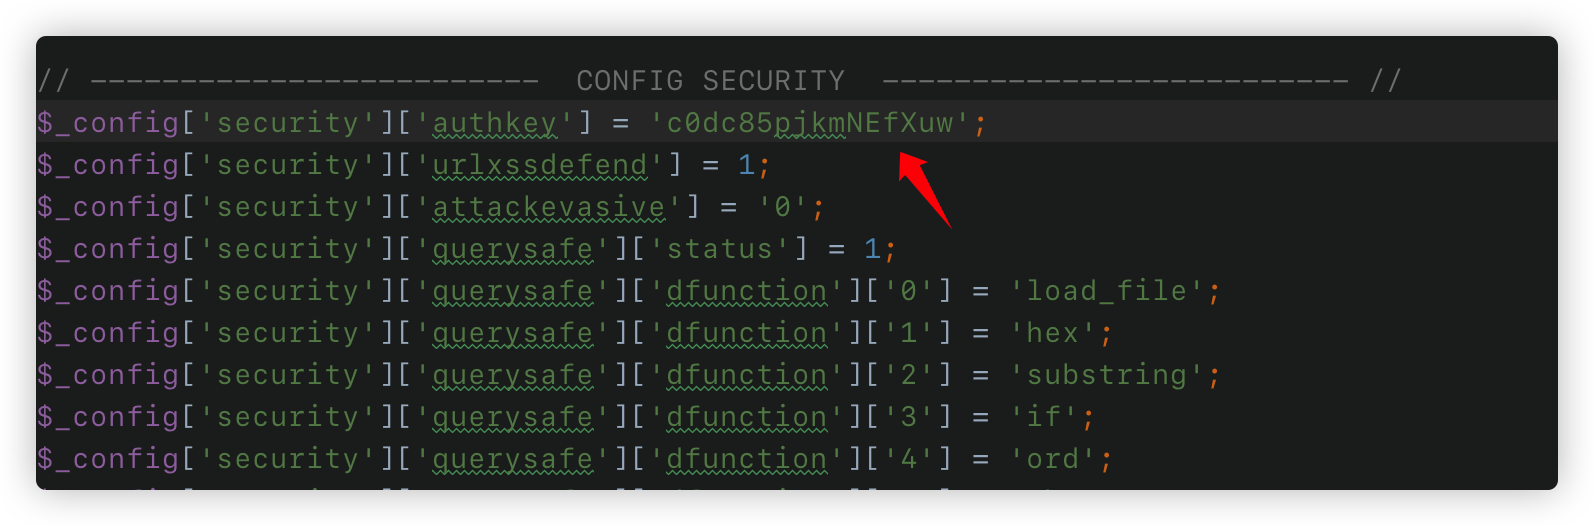 // ------------------------- CONFIG SECURITY -------------------------- //
$_config['security']['authkey'] = 'c0dc85pjkmNEfXuw';
$_config['security']['urlxssdefend'] = 1;
$_config['security']['attackevasive'] = '0';
$_config['security']['querysafe']['status'] = 1;
$_config['security']['querysafe']['dfunction']['0'] = 'load_file';
$_config['security']['querysafe']['dfunction']['1'] = 'hex';
$_config['security']['querysafe']['dfunction']['2'] = 'substring';
$_config['security']['querysafe']['dfunction']['3'] = 'if';
$_config['security']['querysafe']['dfunction']['4'] = 'ord';